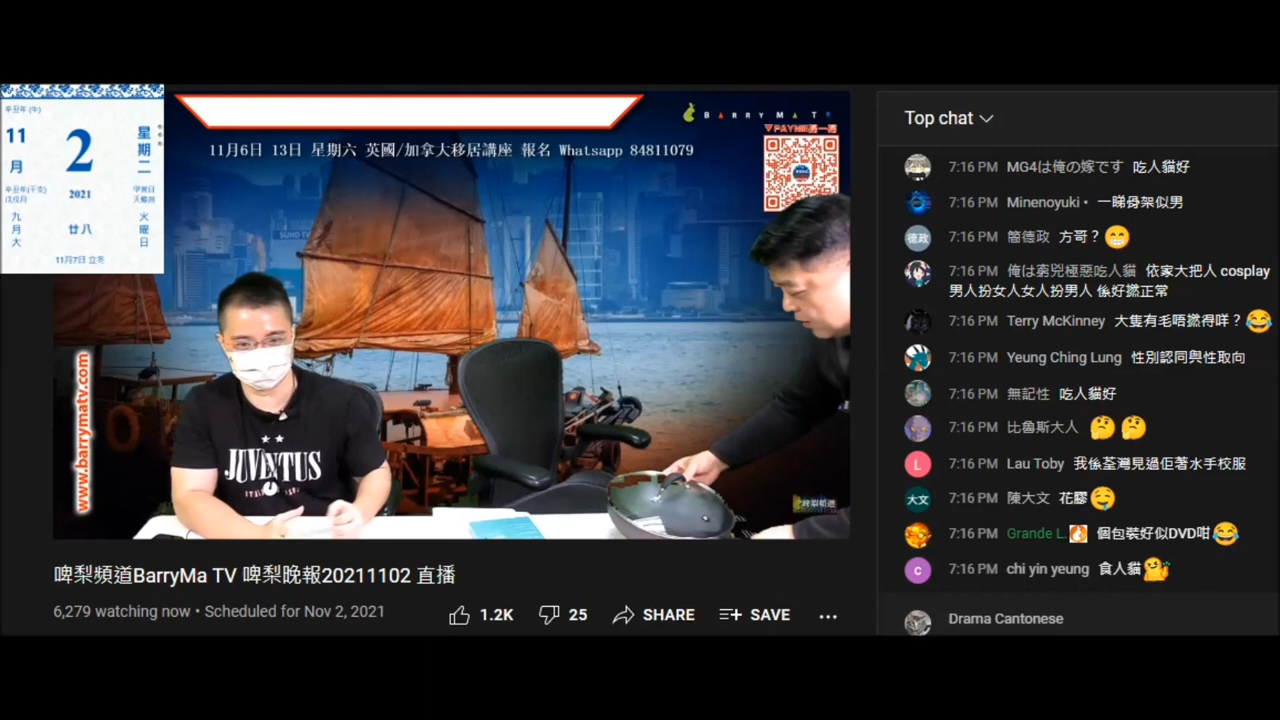 辛丑年(牛)
11
月
2
2021
廿八
星期二
九月大
火曜日
11月7日 立冬
BARRYMATV
PAYME
11月6日 13日 星期六 英國/加拿大移居講座 報名 Whatsapp 84811079
SUHO TV
www.barrymatv.com
JUVENTUS
啤梨頻道
啤梨頻道BarryMa TV 啤梨晚報20211102 直播
6,279 watching now • Scheduled for Nov 2, 2021
1.2K
25
SHARE
SAVE
Top chat
7:16 PM MG4は俺の嫁です 吃人貓好
7:16 PM Minenoyuki • 一睇身架似男
德政 7:16 PM 簡德政 方哥？😁
7:16 PM 俺は窮兇極惡吃人貓 依家大把人 cosplay
男人扮女人女人扮男人 係好撚正常
7:16 PM Terry McKinney 大隻有毛唔撚得咩？😂
7:16 PM Yeung Ching Lung 性別認同與性取向
7:16 PM 無記性 吃人貓好
7:16 PM 比魯斯大人 🤔🤔
L 7:16 PM Lau Toby 我係荃灣見過佢著水手校服
大文 7:16 PM 陳大文 花膠🤤
7:16 PM Grande L. 個包裝好似DVD咁😂
c 7:16 PM chi yin yeung 食人貓
Drama Cantonese